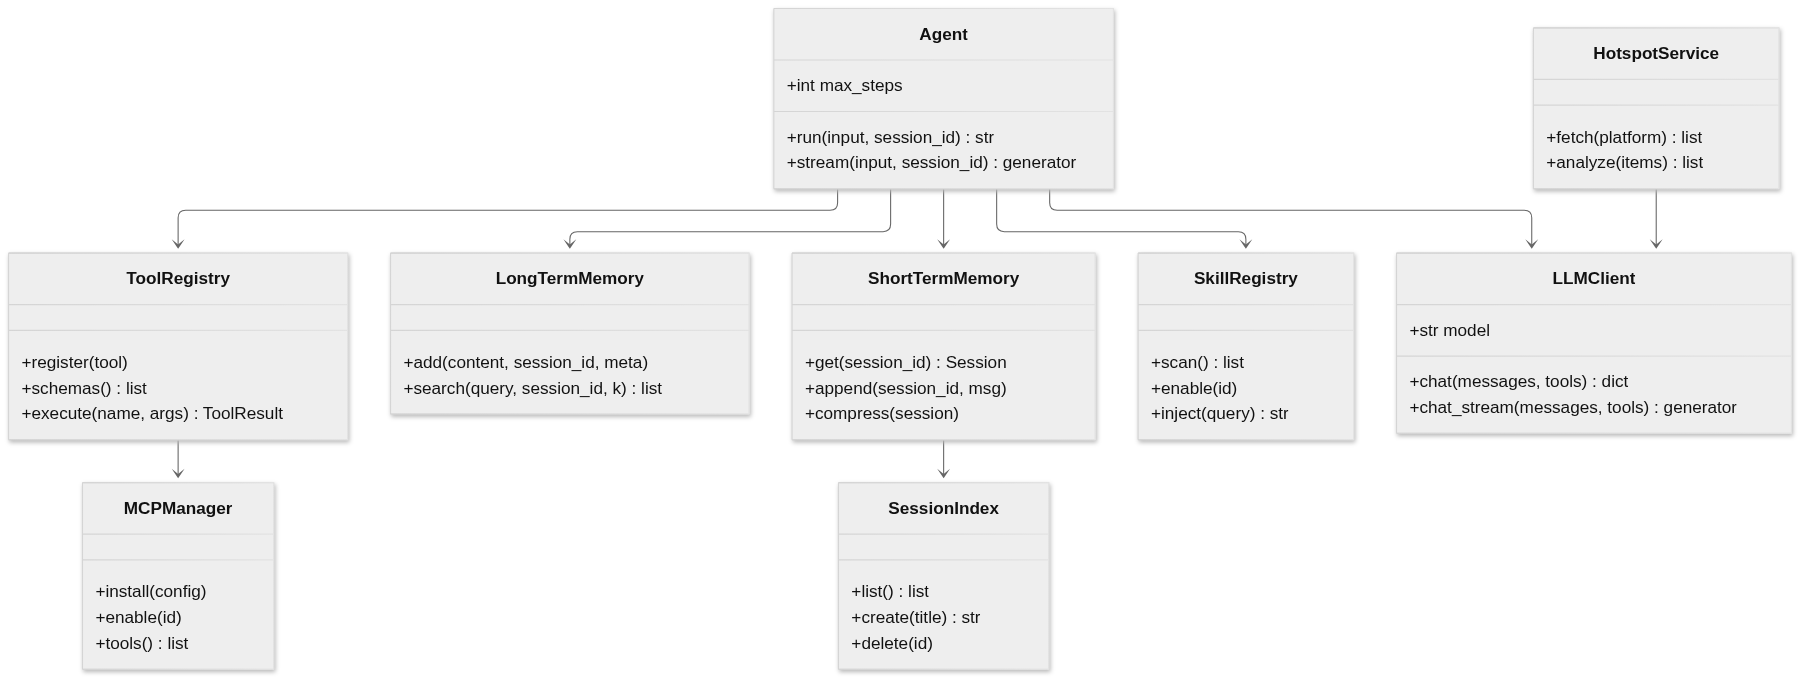 Agent
+int max_steps
+run(input, session_id) : str
+stream(input, session_id) : generator
HotspotService
+fetch(platform) : list
+analyze(items) : list
ToolRegistry
+register(tool)
+schemas() : list
+execute(name, args) : ToolResult
LongTermMemory
+add(content, session_id, meta)
+search(query, session_id, k) : list
ShortTermMemory
+get(session_id) : Session
+append(session_id, msg)
+compress(session)
SkillRegistry
+scan() : list
+enable(id)
+inject(query) : str
LLMClient
+str model
+chat(messages, tools) : dict
+chat_stream(messages, tools) : generator
MCPManager
+install(config)
+enable(id)
+tools() : list
SessionIndex
+list() : list
+create(title) : str
+delete(id)